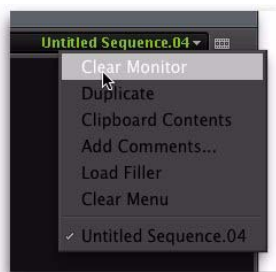 Untitled Sequence.04
Clear Monitor
Duplicate
Clipboard Contents
Add Comments...
Load Filler
Clear Menu
✓ Untitled Sequence.04